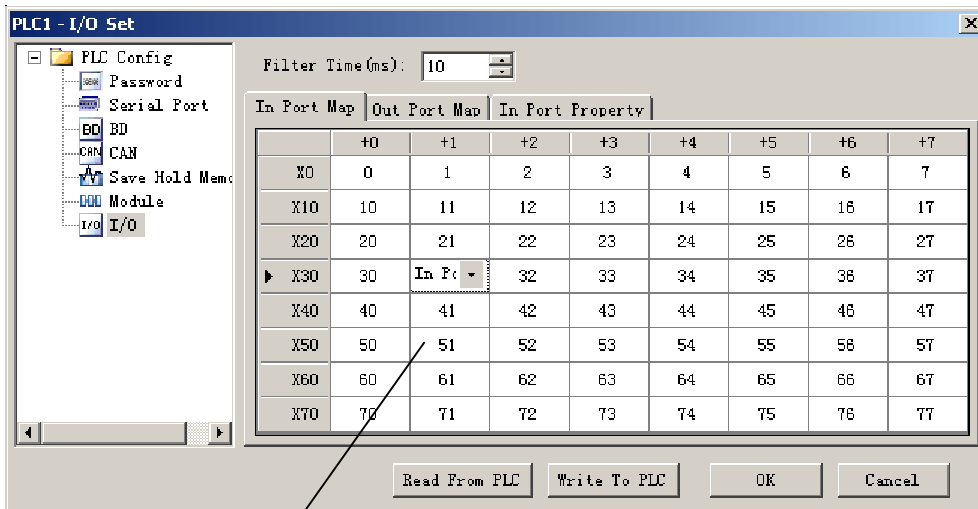 PLC1 - I/O Set
PLC Config
Password
Serial Port
BD BD
CAN CAN
Save Hold Memo
Module
I/O I/O
Filter Time(ms): 10
In Port Map Out Port Map In Port Property
+0 +1 +2 +3 +4 +5 +6 +7
X0 0 1 2 3 4 5 6 7
X10 10 11 12 13 14 15 16 17
X20 20 21 22 23 24 25 26 27
X30 30 In Po 32 33 34 35 36 37
X40 40 41 42 43 44 45 46 47
X50 50 51 52 53 54 55 56 57
X60 60 61 62 63 64 65 66 67
X70 70 71 72 73 74 75 76 77
Read From PLC Write To PLC OK Cancel